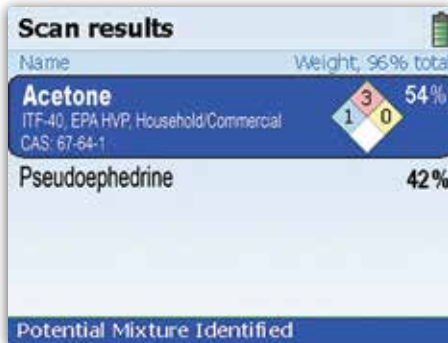 Scan results
Name Weight, 96% total
Acetone 54%
ITF-40, EPA HVP, Household/Commercial
CAS: 67-64-1
3
1 0
Pseudoephedrine 42%
Potential Mixture Identified